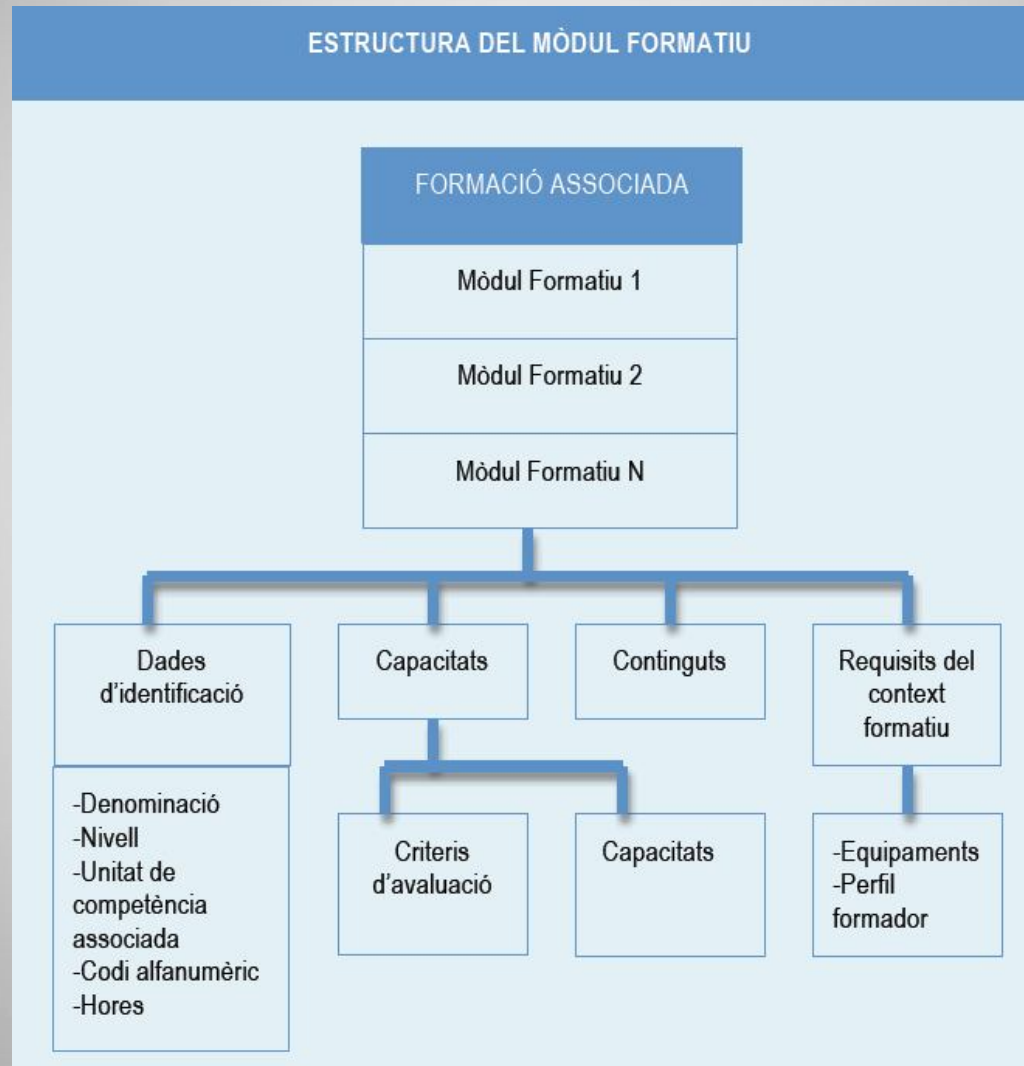 ESTRUCTURA DEL MÒDUL FORMATIU
FORMACIÓ ASSOCIADA
Mòdul Formatiu 1
Mòdul Formatiu 2
Mòdul Formatiu N
Dades
d'identificació
Capacitats
Continguts
Requisits del
context
formatiu
-Denominació
-Nivell
-Unitat de
competència
associada
-Codi alfanumèric
-Hores
Criteris
d'avaluació
Capacitats
-Equipaments
-Perfil
formador